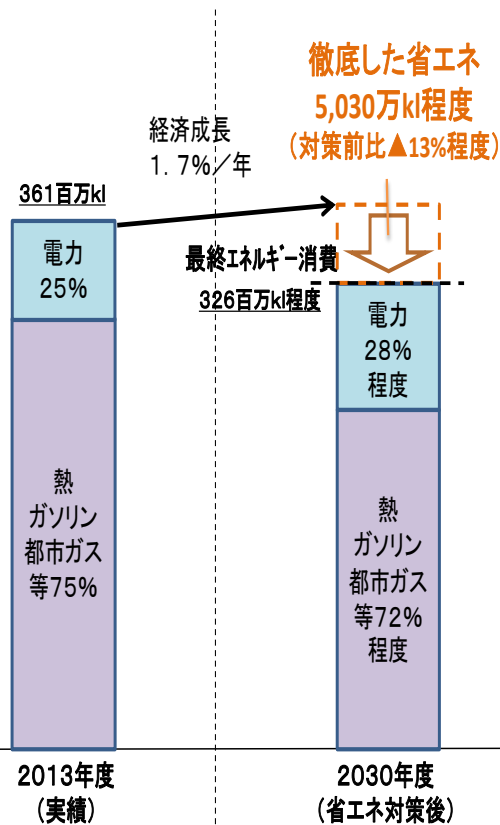 徹底した省エネ
5,030万kl程度
(対策前比▲13%程度)
経済成長
1．7%／年
361百万kl
電力
25%
最終エネルギー消費
326百万kl程度
電力
28%
程度
熱
ガソリン
都市ガス
等75%
熱
ガソリン
都市ガス
等72%
程度
2013年度
(実績)
2030年度
(省エネ対策後)